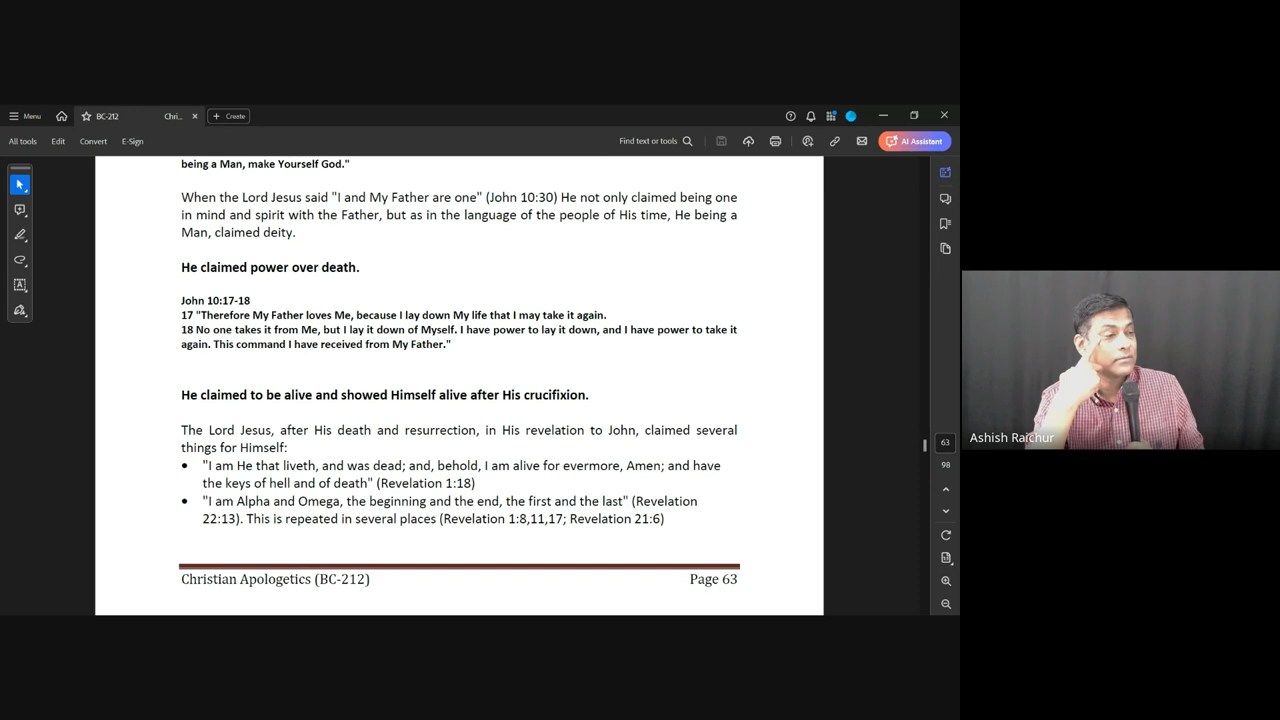 Menu
BC-212
Chri...
Create
All tools
Edit
Convert
E-Sign
Find text or tools
AI Assistant
being a Man, make Yourself God."
When the Lord Jesus said "I and My Father are one" (John 10:30) He not only claimed being one
in mind and spirit with the Father, but as in the language of the people of His time, He being a
Man, claimed deity.
He claimed power over death.
John 10:17-18
17 "Therefore My Father loves Me, because I lay down My life that I may take it again.
18 No one takes it from Me, but I lay it down of Myself. I have power to lay it down, and I have power to take it
again. This command I have received from My Father."
He claimed to be alive and showed Himself alive after His crucifixion.
The Lord Jesus, after His death and resurrection, in His revelation to John, claimed several
things for Himself:
• "I am He that liveth, and was dead; and, behold, I am alive for evermore, Amen; and have
the keys of hell and of death" (Revelation 1:18)
• "I am Alpha and Omega, the beginning and the end, the first and the last" (Revelation
22:13). This is repeated in several places (Revelation 1:8,11,17; Revelation 21:6)
Christian Apologetics (BC-212)
Page 63
63
98
Ashish Raichur